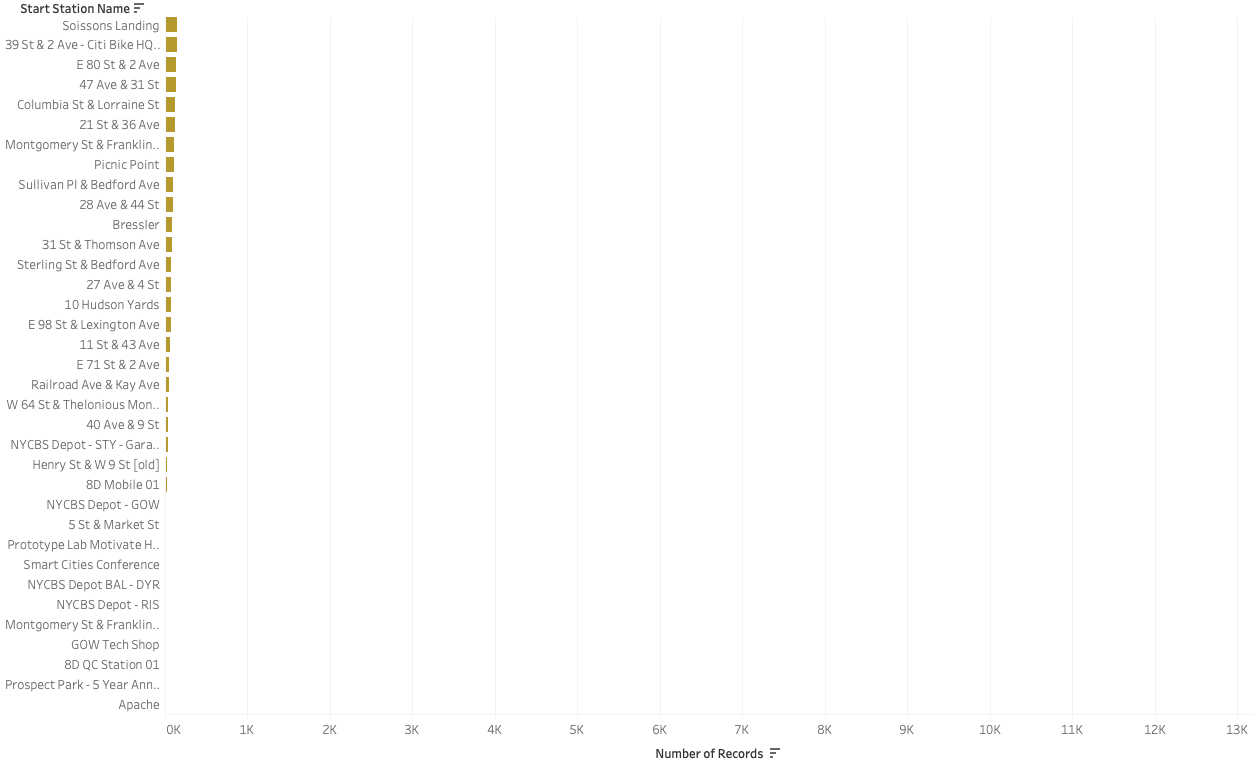 Start Station Name
Soissons Landing
39 St & 2 Ave - Citi Bike HQ..
E 80 St & 2 Ave
47 Ave & 31 St
Columbia St & Lorraine St
21 St & 36 Ave
Montgomery St & Franklin..
Picnic Point
Sullivan Pl & Bedford Ave
28 Ave & 44 St
Bressler
31 St & Thomson Ave
Sterling St & Bedford Ave
27 Ave & 4 St
10 Hudson Yards
E 98 St & Lexington Ave
11 St & 43 Ave
E 71 St & 2 Ave
Railroad Ave & Kay Ave
W 64 St & Thelonious Mon..
40 Ave & 9 St
NYCBS Depot - STY - Gara..
Henry St & W 9 St [old]
8D Mobile 01
NYCBS Depot - GOW
5 St & Market St
Prototype Lab Motivate H..
Smart Cities Conference
NYCBS Depot BAL - DYR
NYCBS Depot - RIS
Montgomery St & Franklin..
GOW Tech Shop
8D QC Station 01
Prospect Park - 5 Year Ann..
Apache
0K 1K 2K 3K 4K 5K 6K 7K 8K 9K 10K 11K 12K 13K
Number of Records